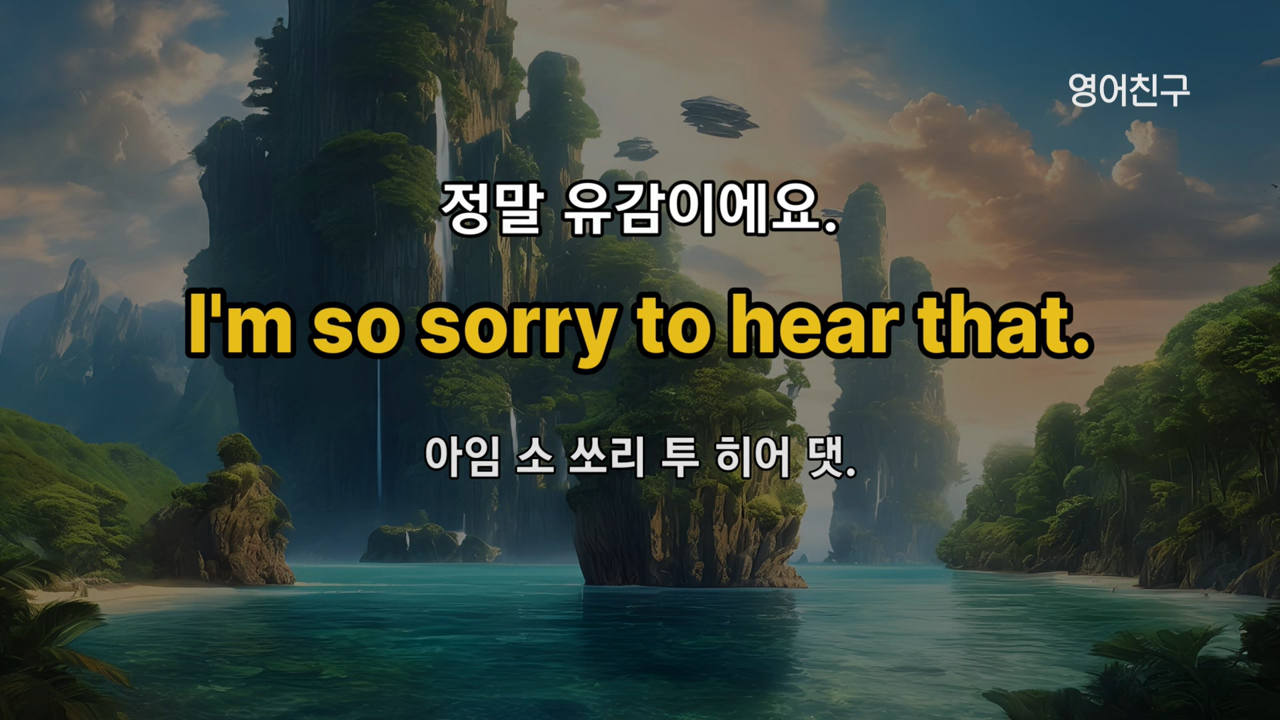 영어친구
정말 유감이에요.
I'm so sorry to hear that.
아임 소 쏘리 투 히어 댓.